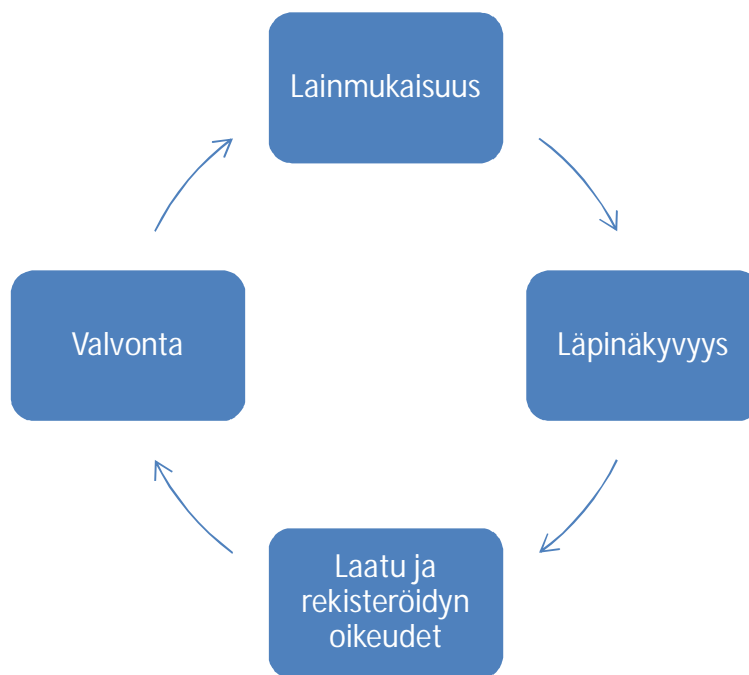 Lainmukaisuus
Valvonta
Läpinäkyvyys
Laatu ja
rekisteröidyn
oikeudet